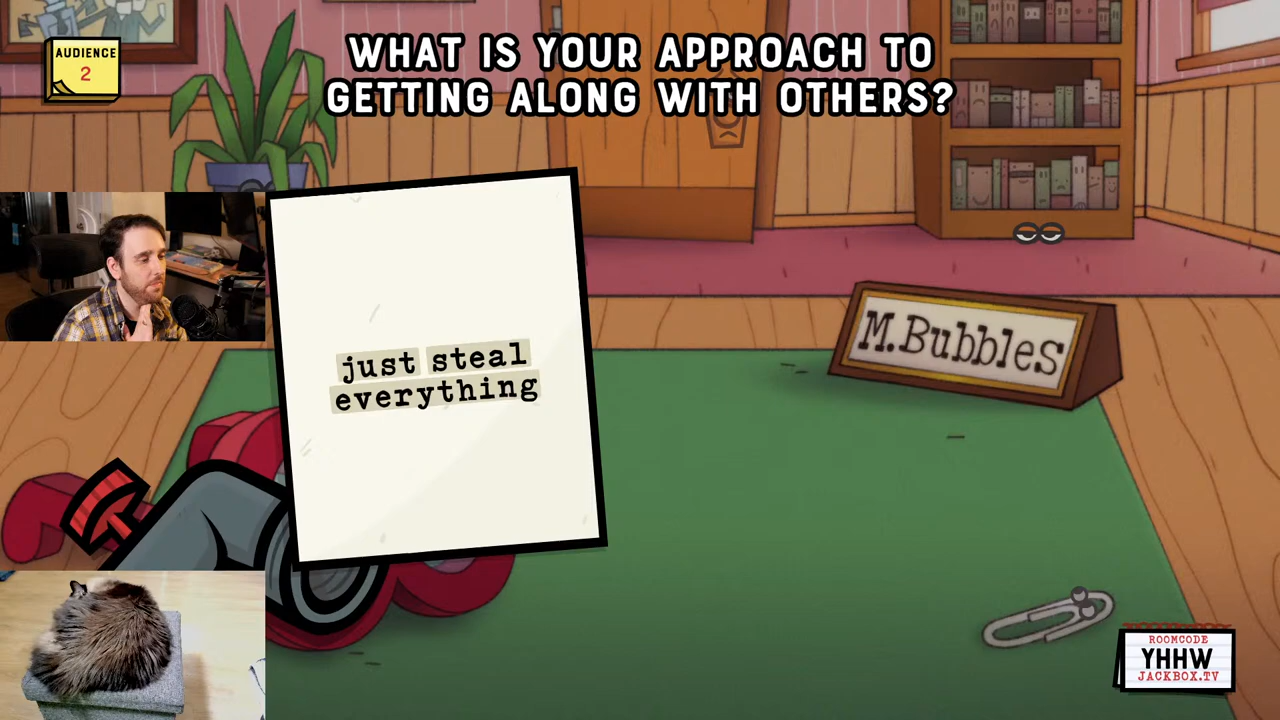 AUDIENCE
2
WHAT IS YOUR APPROACH TO
GETTING ALONG WITH OTHERS?
just steal
everything
M.Bubbles
ROOMCODE
YHHW
JACKBOX.TV